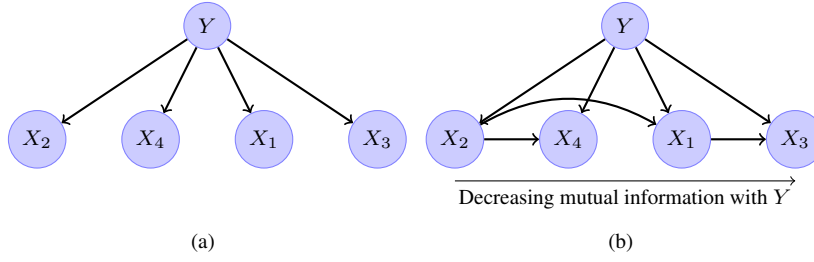 Y Y
X2 X4 X1 X3 X2 X4 X1 X3
Decreasing mutual information with Y
(a) (b)